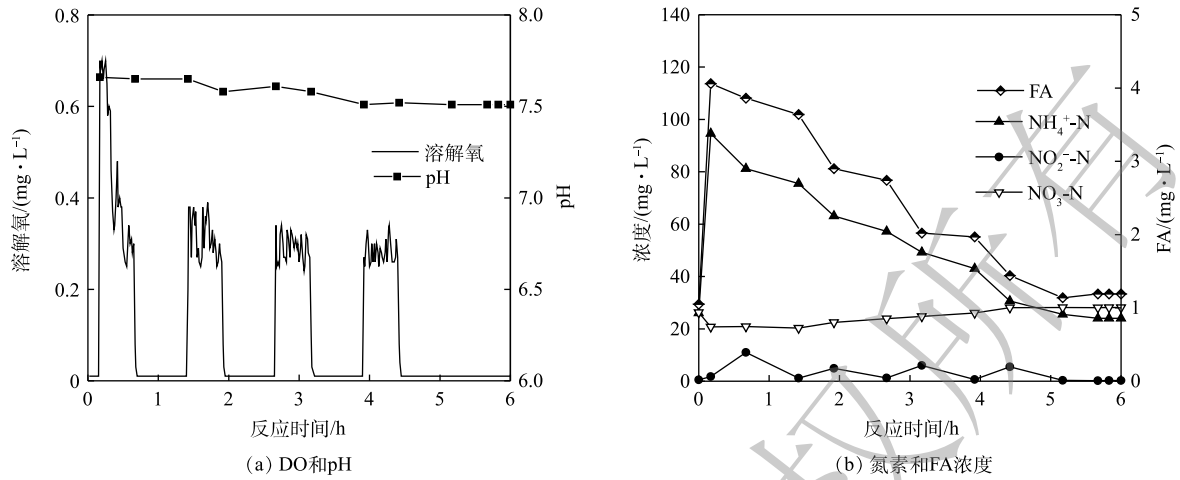 0.8
0.6
0.4
0.2
0
溶解氧/(mg·L⁻¹)
8.0
7.5
7.0
6.5
6.0
pH
溶解氧
pH
0 1 2 3 4 5 6
反应时间/h
(a) DO和pH
140
120
100
80
60
40
20
0
浓度/(mg·L⁻¹)
5
4
3
2
1
0
FA/(mg·L⁻¹)
FA
NH₄⁺-N
NO₂⁻-N
NO₃⁻-N
0 1 2 3 4 5 6
反应时间/h
(b) 氮素和FA浓度
权所有